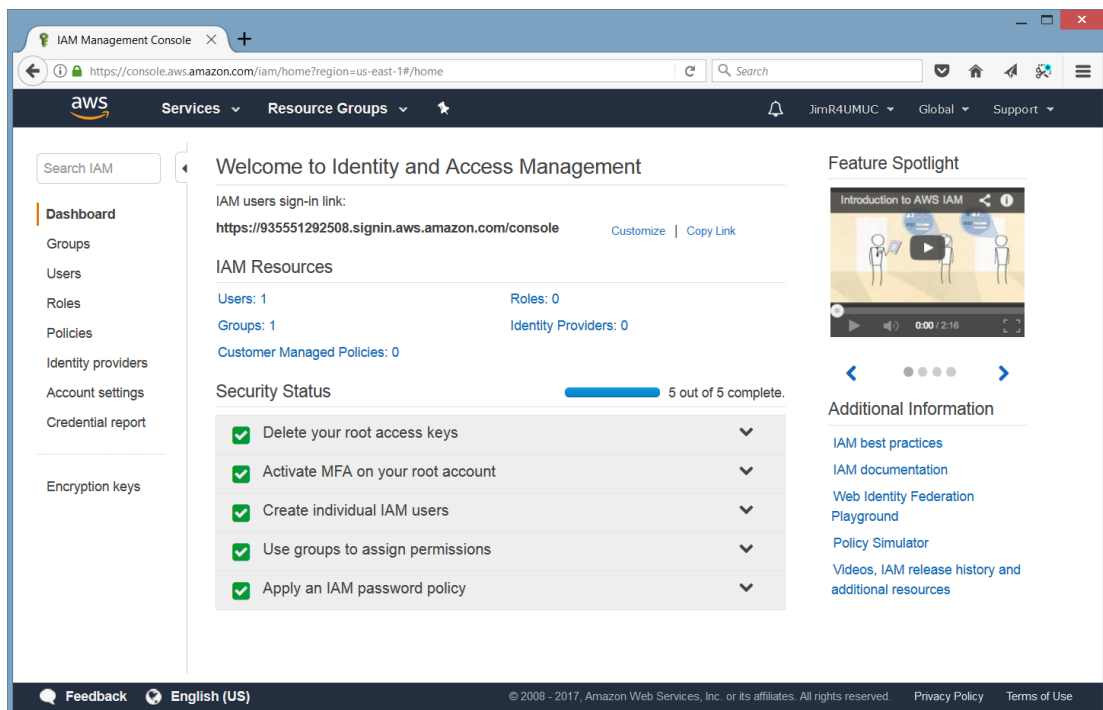 IAM Management Console
https://console.aws.amazon.com/iam/home?region=us-east-1#/home
Search
aws
Services
Resource Groups
JimR4UMUC
Global
Support
Search IAM
Dashboard
Groups
Users
Roles
Policies
Identity providers
Account settings
Credential report
Encryption keys
Welcome to Identity and Access Management
IAM users sign-in link:
https://935551292508.signin.aws.amazon.com/console
Customize | Copy Link
IAM Resources
Users: 1
Roles: 0
Groups: 1
Identity Providers: 0
Customer Managed Policies: 0
Security Status
5 out of 5 complete.
Delete your root access keys
Activate MFA on your root account
Create individual IAM users
Use groups to assign permissions
Apply an IAM password policy
Feature Spotlight
Introduction to AWS IAM
0:00 / 2:16
Additional Information
IAM best practices
IAM documentation
Web Identity Federation
Playground
Policy Simulator
Videos, IAM release history and
additional resources
Feedback
English (US)
© 2008 - 2017, Amazon Web Services, Inc. or its affiliates. All rights reserved.
Privacy Policy
Terms of Use